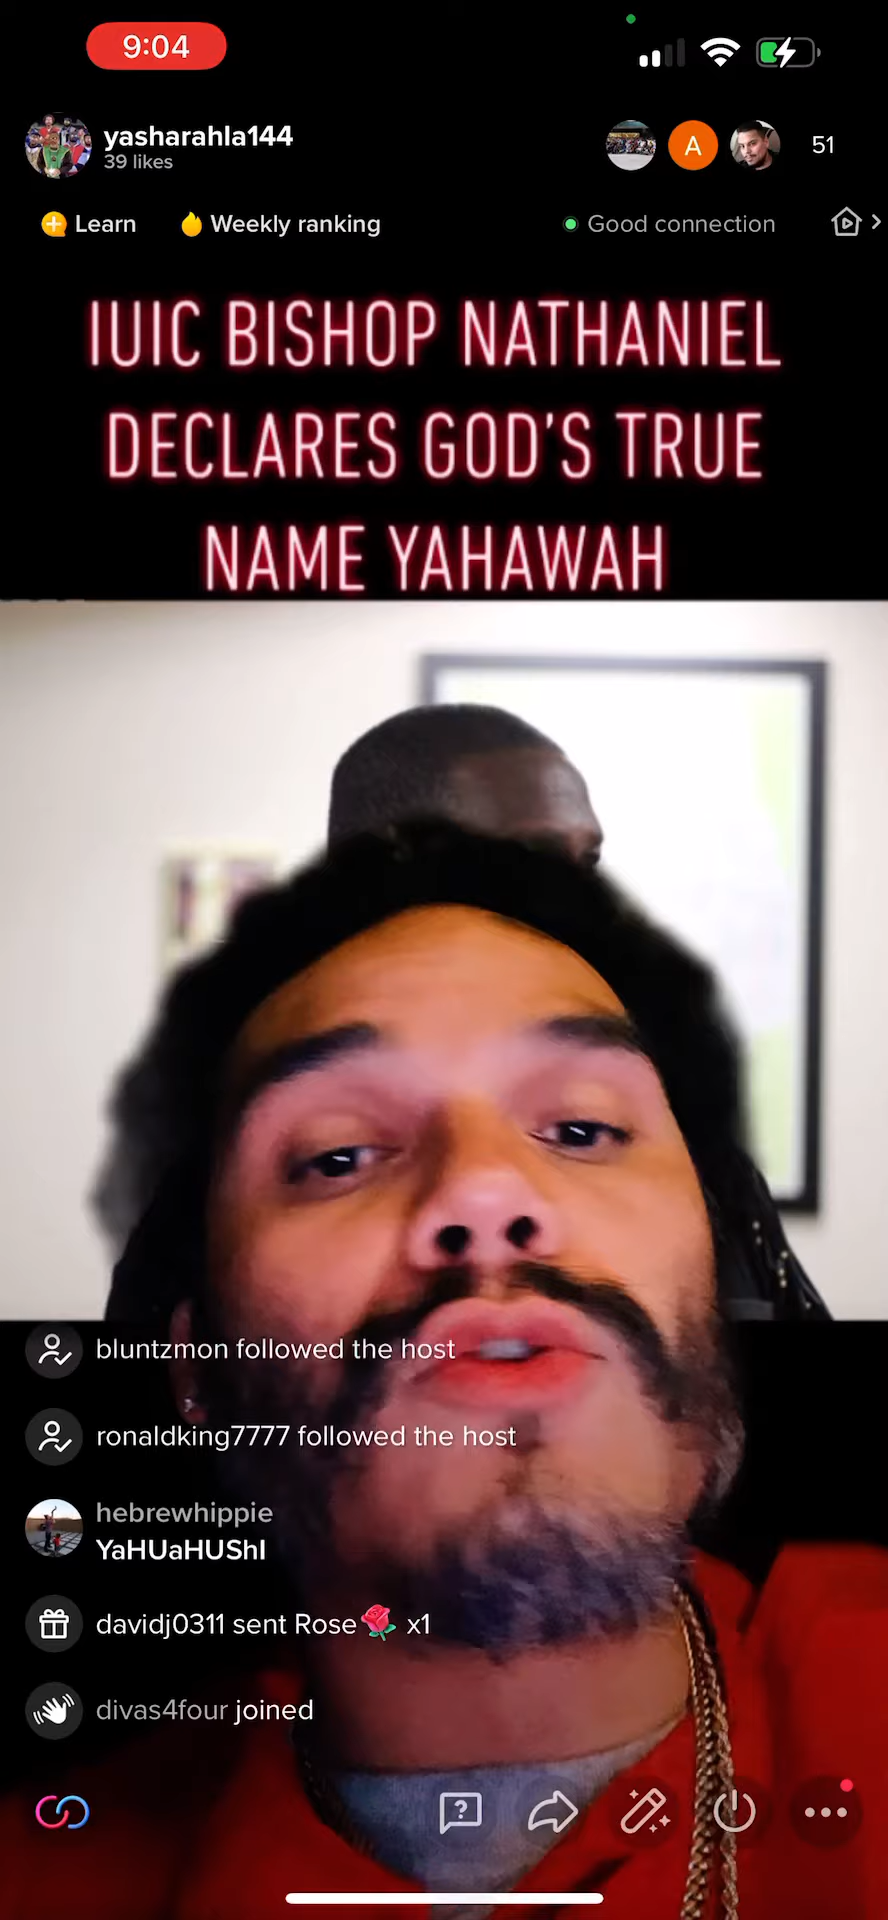 9:04
yasharahla144
39 likes
A
51
Learn
Weekly ranking
Good connection
IUIC BISHOP NATHANIEL
DECLARES GOD'S TRUE
NAME YAHAWAH
bluntzmon followed the host
ronaldking7777 followed the host
hebrewhippie
YaHUaHUShI
davidj0311 sent Rose🌹 x1
divas4four joined